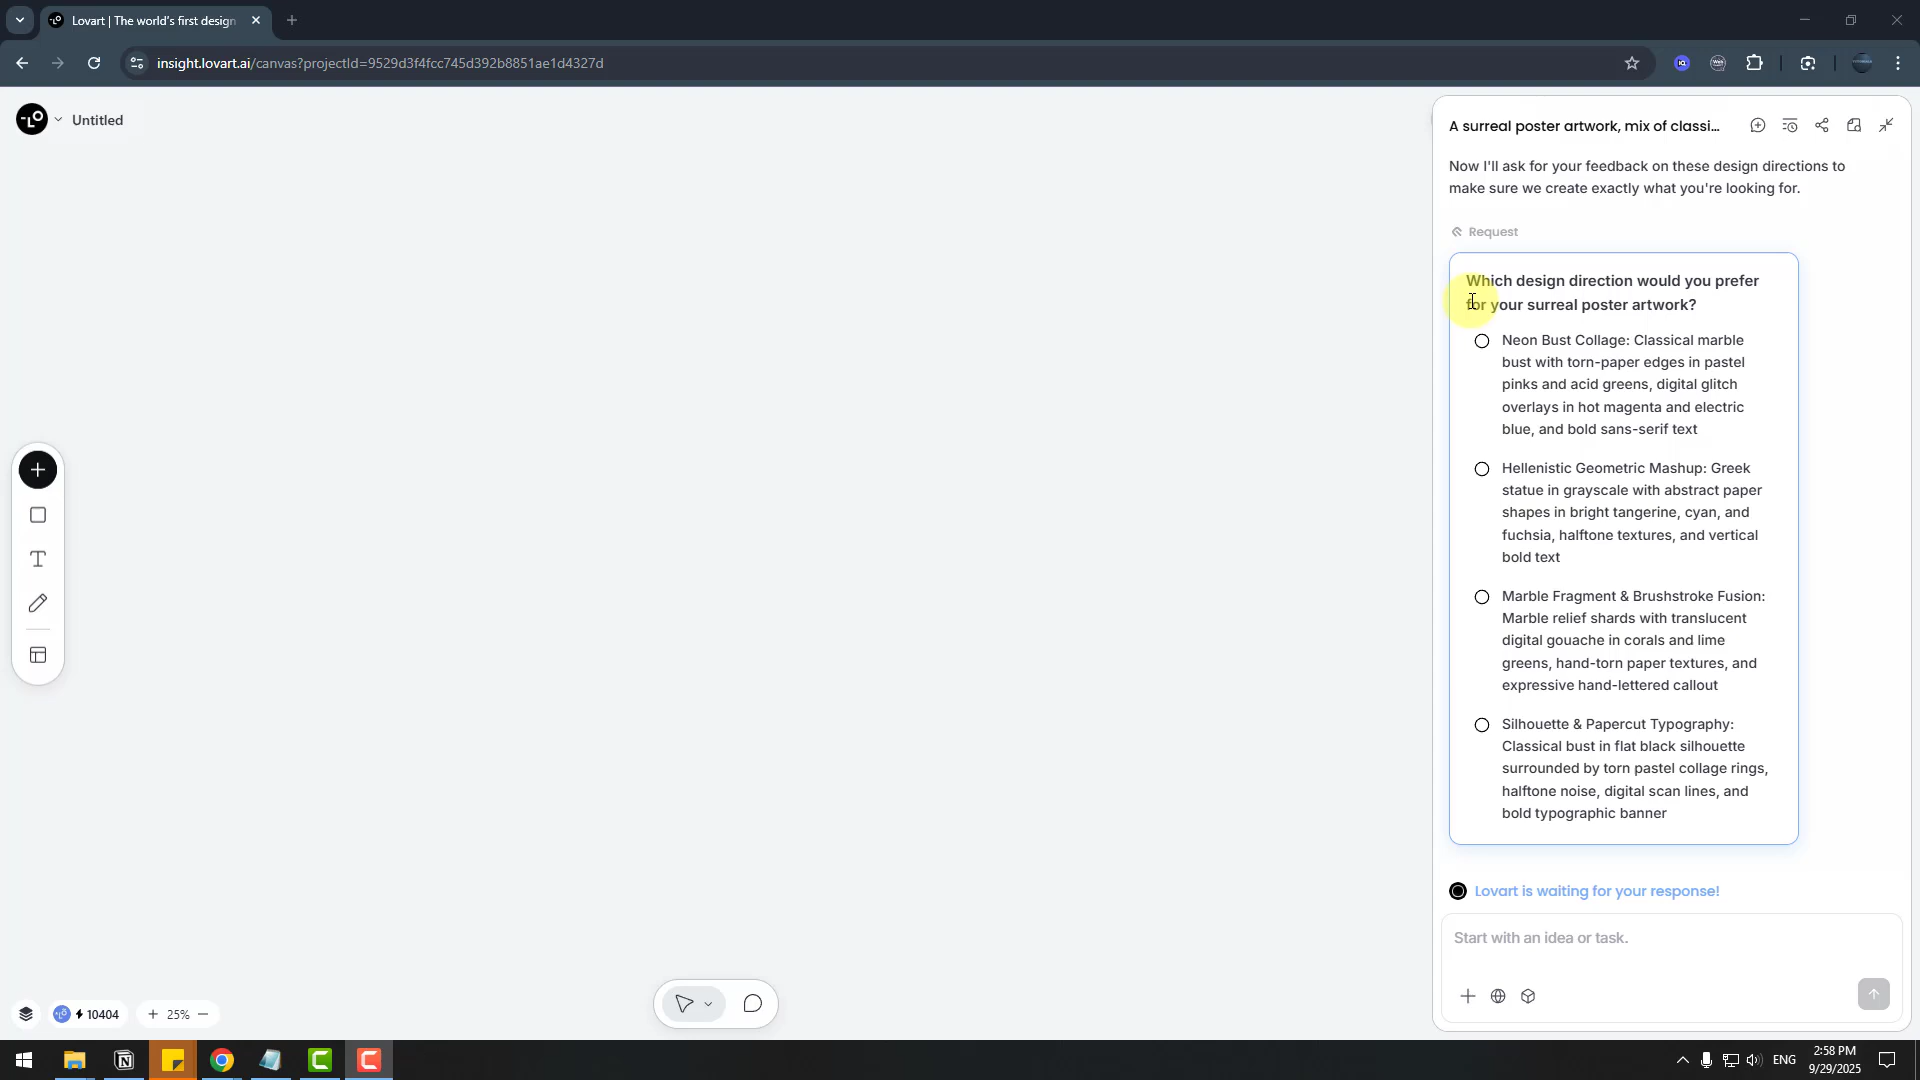 Lovart | The world's first design
insight.lovart.ai/canvas?projectId=9529d3f4fcc745d392b8851ae1d4327d
Untitled
A surreal poster artwork, mix of classi...
Now I'll ask for your feedback on these design directions to
make sure we create exactly what you're looking for.
Request
Which design direction would you prefer
for your surreal poster artwork?
Neon Bust Collage: Classical marble
bust with torn-paper edges in pastel
pinks and acid greens, digital glitch
overlays in hot magenta and electric
blue, and bold sans-serif text
Hellenistic Geometric Mashup: Greek
statue in grayscale with abstract paper
shapes in bright tangerine, cyan, and
fuchsia, halftone textures, and vertical
bold text
Marble Fragment & Brushstroke Fusion:
Marble relief shards with translucent
digital gouache in corals and lime
greens, hand-torn paper textures, and
expressive hand-lettered callout
Silhouette & Papercut Typography:
Classical bust in flat black silhouette
surrounded by torn pastel collage rings,
halftone noise, digital scan lines, and
bold typographic banner
Lovart is waiting for your response!
Start with an idea or task.
10404
25%
ENG
2:58 PM
9/29/2025